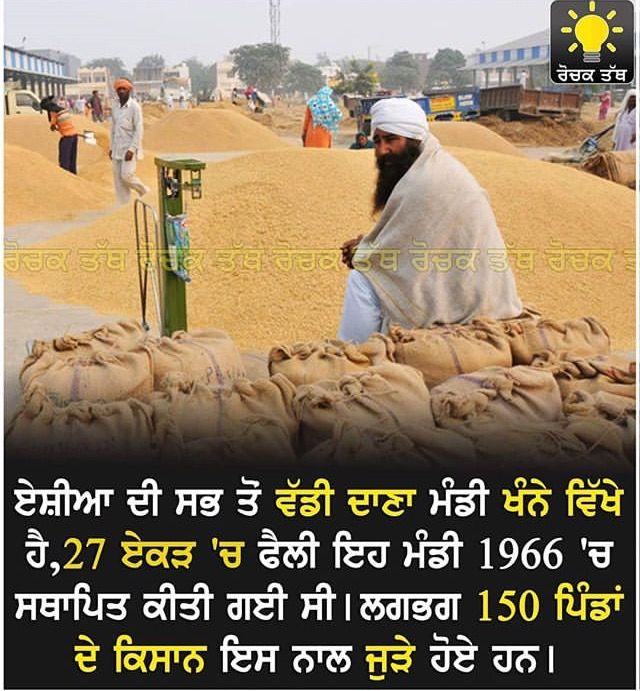 ਰੋਚਕ ਤੱਥ
ਰੋਚਕ ਤੱਥ ਰੋਚਕ ਤੱਥ ਰੋਚਕ ਤੱਥ ਰੋਚਕ ਤੱਥ ਰੋਚਕ ਤੱਥ
ਏਸ਼ੀਆ ਦੀ ਸਭ ਤੋਂ ਵੱਡੀ ਦਾਣਾ ਮੰਡੀ ਖੰਨੇ ਵਿੱਖੇ
ਹੈ,27 ਏਕੜ 'ਚ ਫੈਲੀ ਇਹ ਮੰਡੀ 1966 'ਚ
ਸਥਾਪਿਤ ਕੀਤੀ ਗਈ ਸੀ।ਲਗਭਗ 150 ਪਿੰਡਾਂ
ਦੇ ਕਿਸਾਨ ਇਸ ਨਾਲ ਜੁੜੇ ਹੋਏ ਹਨ।